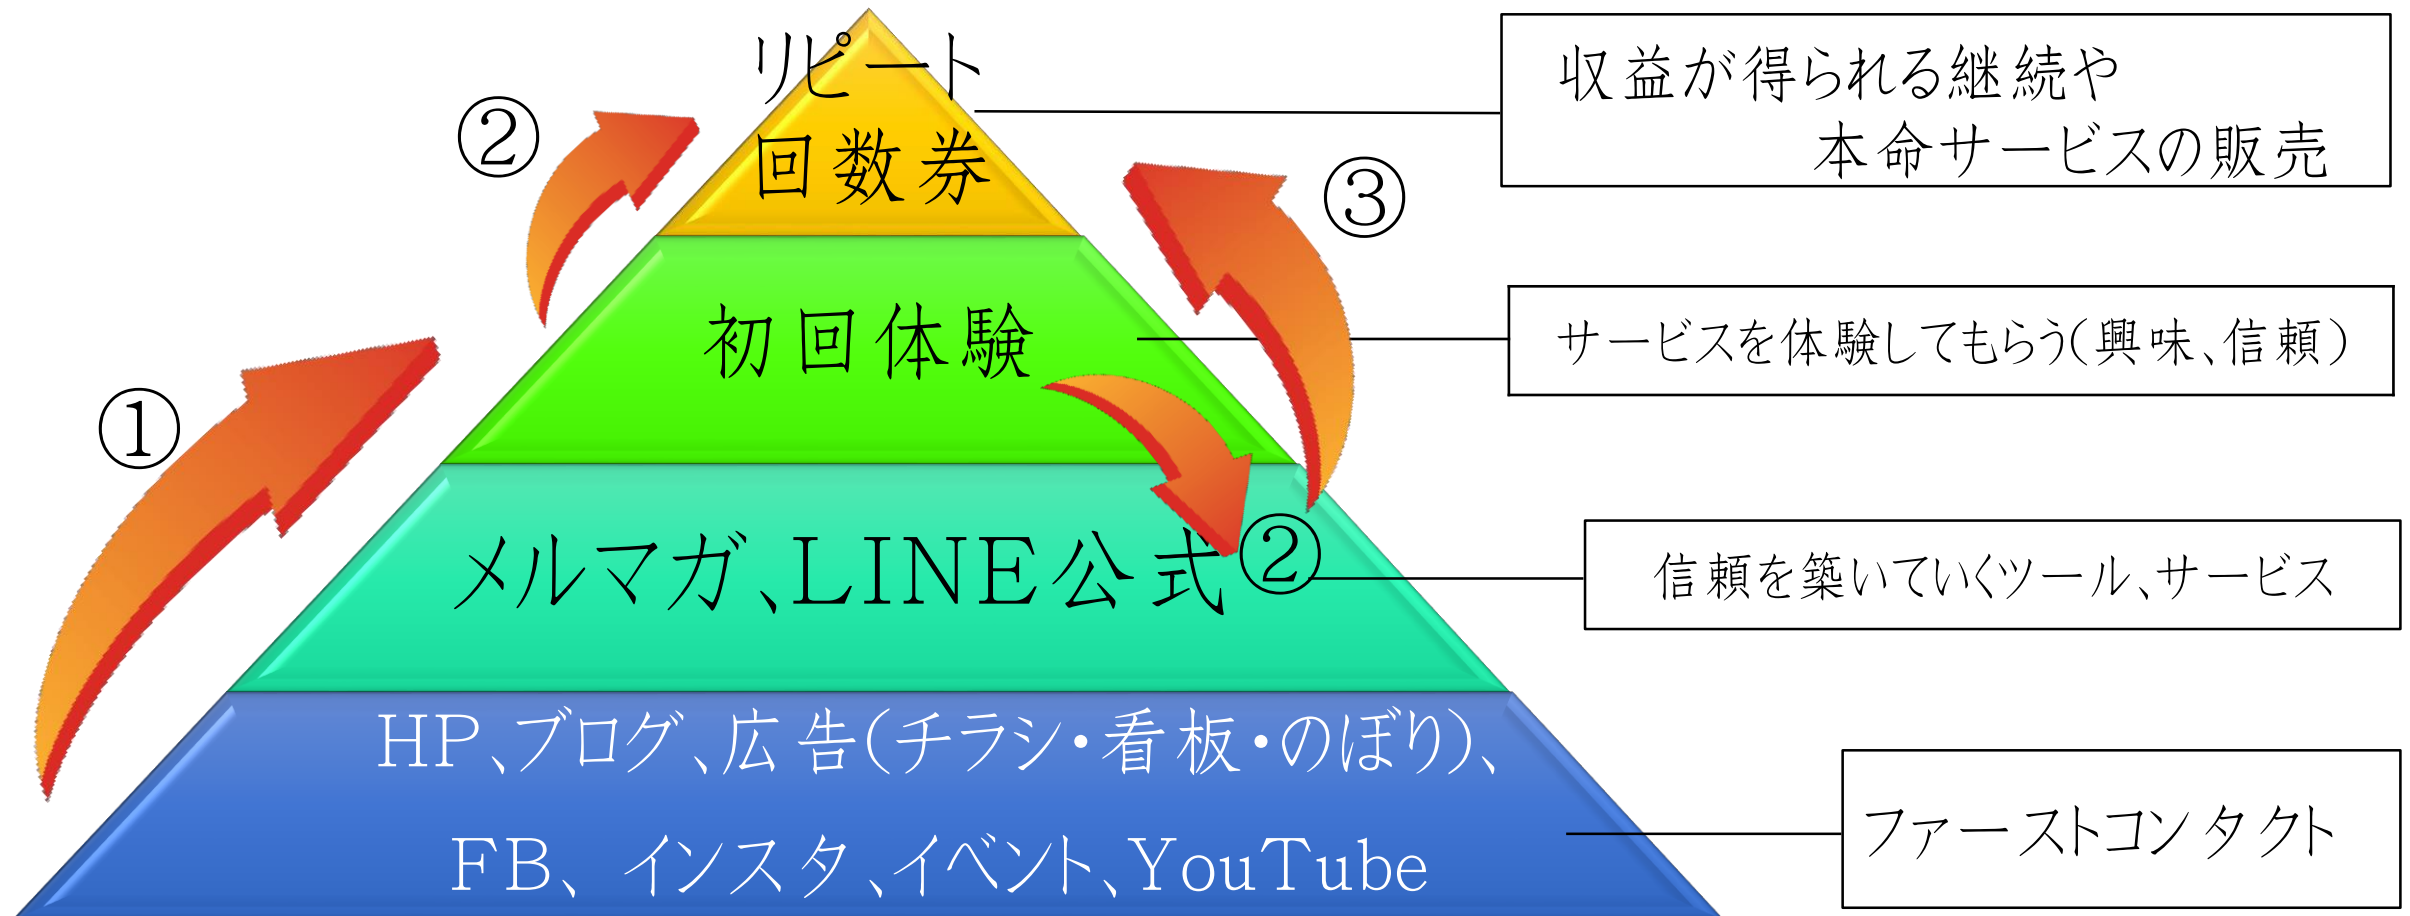 リピート
回数券
収益が得られる継続や
本命サービスの販売
②
③
初回体験
サービスを体験してもらう(興味、信頼)
①
メルマガ、LINE公式
②
信頼を築いていくツール、サービス
HP、ブログ、広告(チラシ・看板・のぼり)、
FB、インスタ、イベント、YouTube
ファーストコンタクト